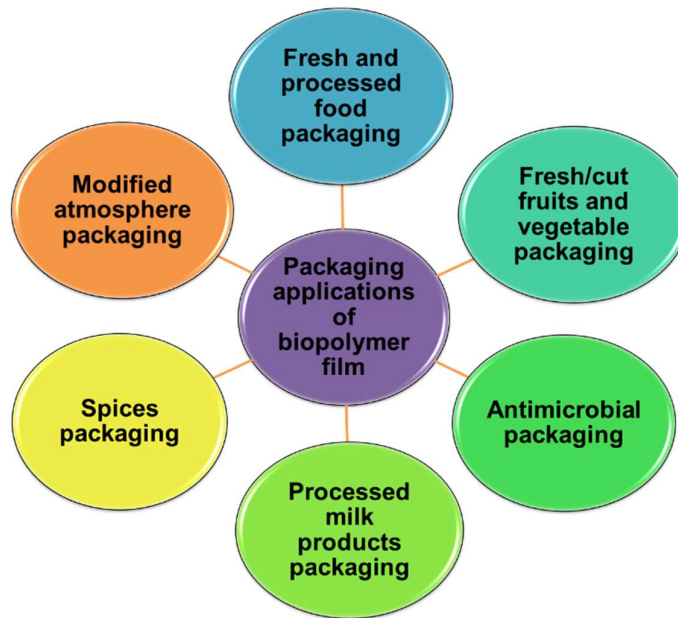 Fresh and
processed
food
packaging
Fresh/cut
fruits and
vegetable
packaging
Antimicrobial
packaging
Processed
milk
products
packaging
Spices
packaging
Modified
atmosphere
packaging
Packaging
applications
of
biopolymer
film